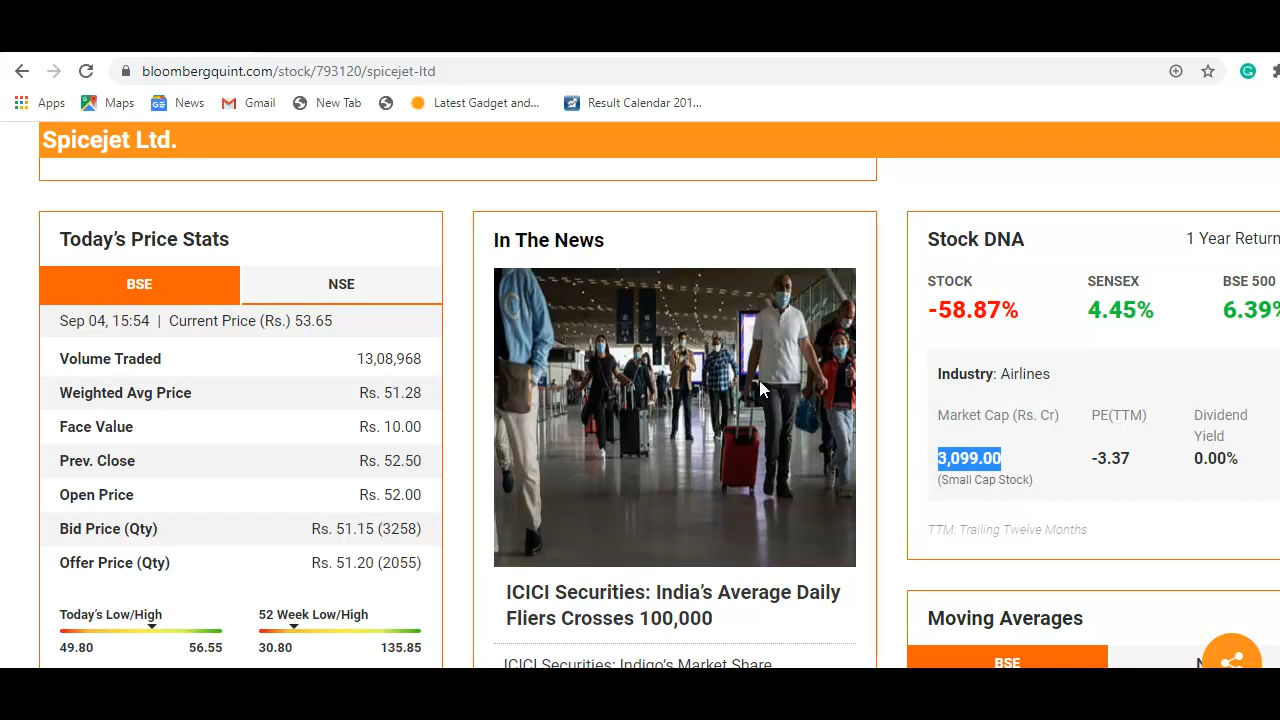 bloombergquint.com/stock/793120/spicejet-ltd
Apps Maps News Gmail New Tab Latest Gadget and... Result Calendar 201...
Spicejet Ltd.
Today's Price Stats
BSE NSE
Sep 04, 15:54 | Current Price (Rs.) 53.65
Volume Traded 13,08,968
Weighted Avg Price Rs. 51.28
Face Value Rs. 10.00
Prev. Close Rs. 52.50
Open Price Rs. 52.00
Bid Price (Qty) Rs. 51.15 (3258)
Offer Price (Qty) Rs. 51.20 (2055)
Today's Low/High 52 Week Low/High
49.80 56.55 30.80 135.85
In The News
ICICI Securities: India's Average Daily
Fliers Crosses 100,000
ICICI Securities: Indigo's Market Share
Stock DNA 1 Year Return
STOCK SENSEX BSE 500
-58.87% 4.45% 6.39%
Industry: Airlines
Market Cap (Rs. Cr) PE(TTM) Dividend
Yield
3,099.00 -3.37 0.00%
(Small Cap Stock)
TTM: Trailing Twelve Months
Moving Averages
BSE